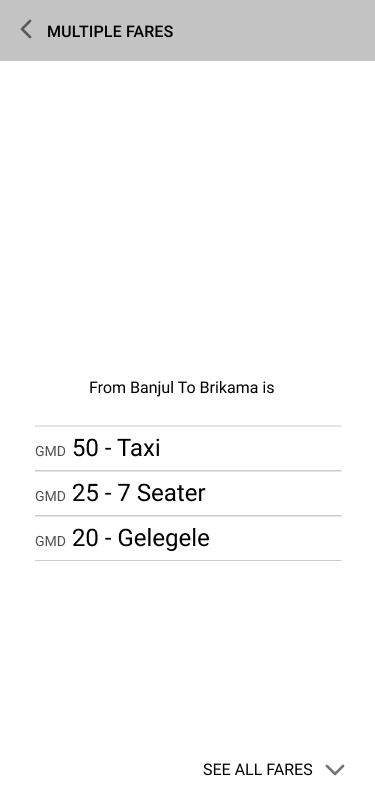 MULTIPLE FARES
From Banjul To Brikama is
GMD 50 - Taxi
GMD 25 - 7 Seater
GMD 20 - Gelegele
SEE ALL FARES